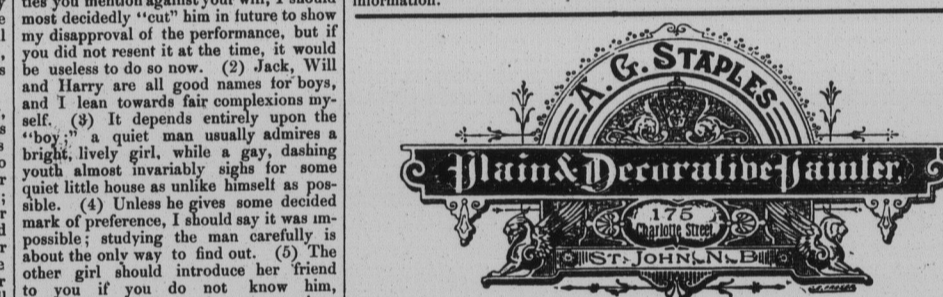 ties you mention against your will, I should
most decidedly “cut” him in future to show
my disapproval of the performance, but if
you did not resent it at the time, it would
be useless to do so now. (2) Jack, Will
and Harry are all good names for boys,
and I lean towards fair complexions my-
self. (3) It depends entirely upon the
“boy;” a quiet man usually admires a
bright, lively girl, while a gay, dashing
youth almost invariably sighs for some
quiet little house as unlike himself as pos-
sible. (4) Unless he gives some decided
mark of preference, I should say it was im-
possible; studying the man carefully is
about the only way to find out. (5) The
other girl should introduce her friend
to you if you do not know him,
information.
A. G. STAPLES
Plain & Decorative Painter,
175
Charlotte Street
ST. JOHN, N. B.